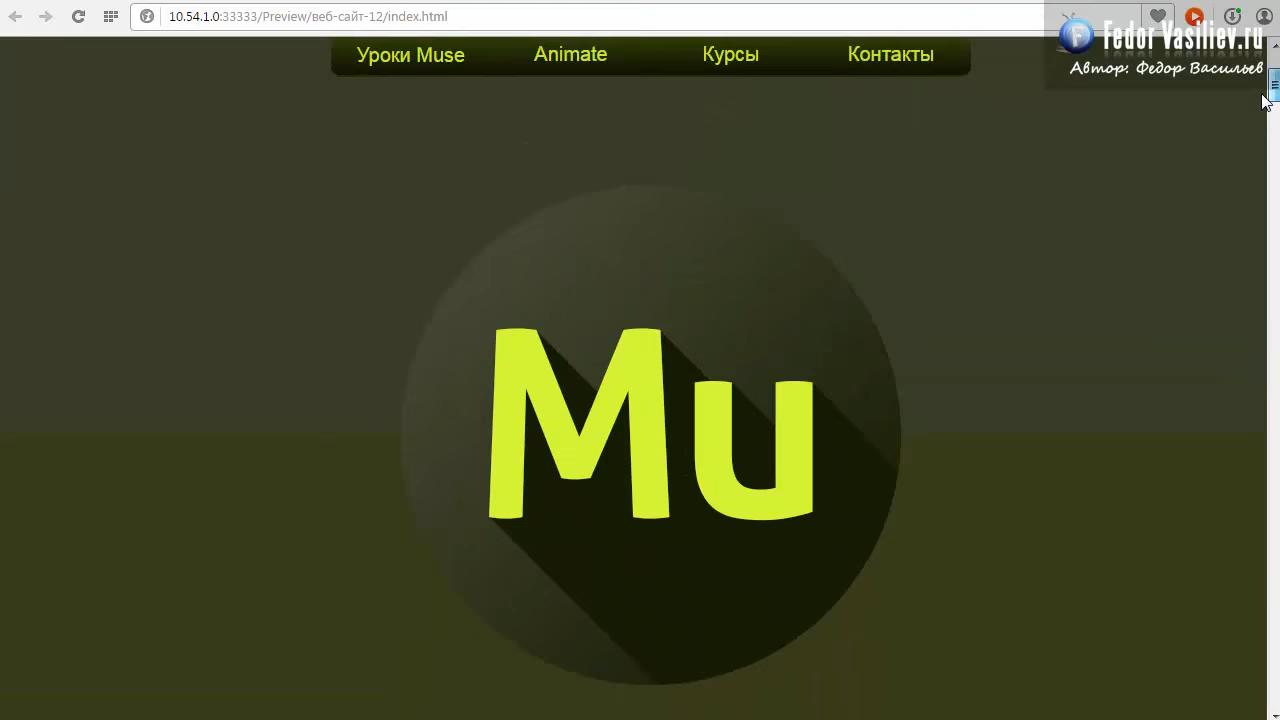 10.54.1.0:33333/Preview/веб-сайт-12/index.html
Fedor Vasiliev.ru
Автор: Федор Васильев
Уроки Muse
Animate
Курсы
Контакты
Mu